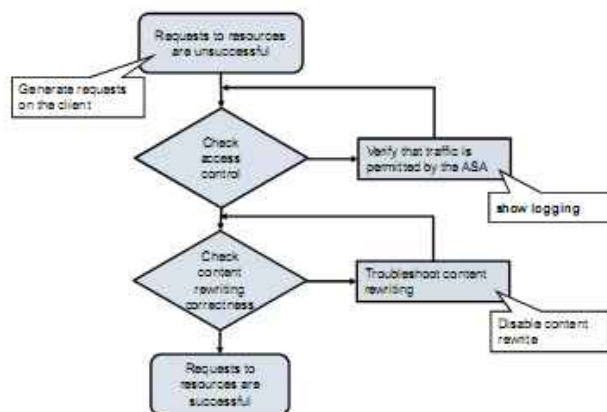 Requests to resources
are unsuccessful
Generate requests
on the client
Check
access
control
Verify that traffic is
permitted by the ASA
show logging
Check
content
rewriting
correctness
Troubleshoot content
rewriting
Disable content
rewrite
Requests to
resources are
successful